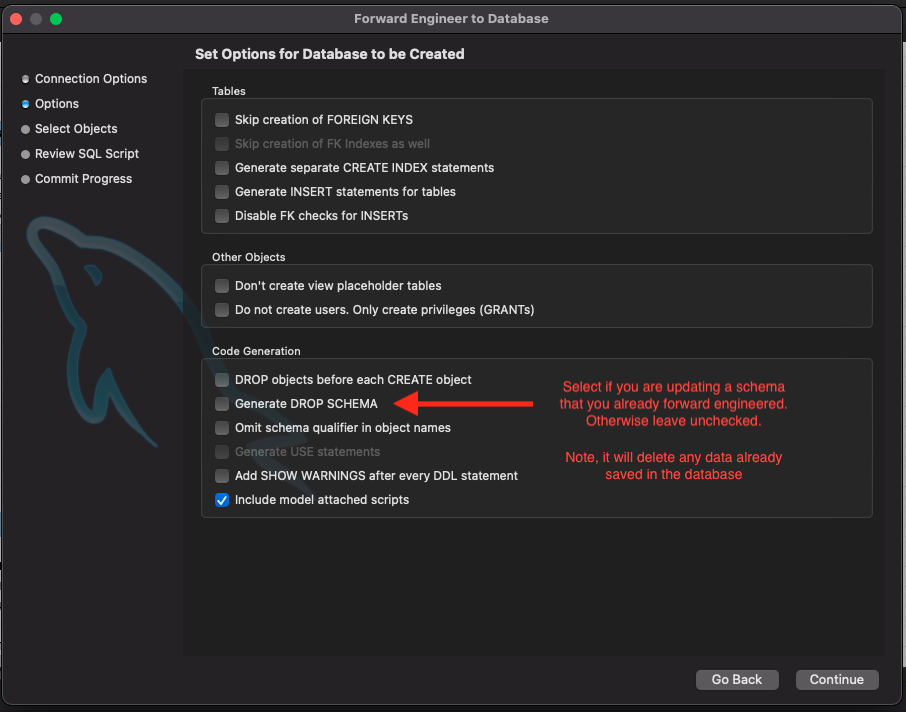 Forward Engineer to Database
Set Options for Database to be Created
Connection Options
Options
Select Objects
Review SQL Script
Commit Progress
Tables
Skip creation of FOREIGN KEYS
Skip creation of FK Indexes as well
Generate separate CREATE INDEX statements
Generate INSERT statements for tables
Disable FK checks for INSERTs
Other Objects
Don't create view placeholder tables
Do not create users. Only create privileges (GRANTs)
Code Generation
DROP objects before each CREATE object
Generate DROP SCHEMA
Omit schema qualifier in object names
Generate USE statements
Add SHOW WARNINGS after every DDL statement
Include model attached scripts
Select if you are updating a schema
that you already forward engineered.
Otherwise leave unchecked.
Note, it will delete any data already
saved in the database
Go Back
Continue